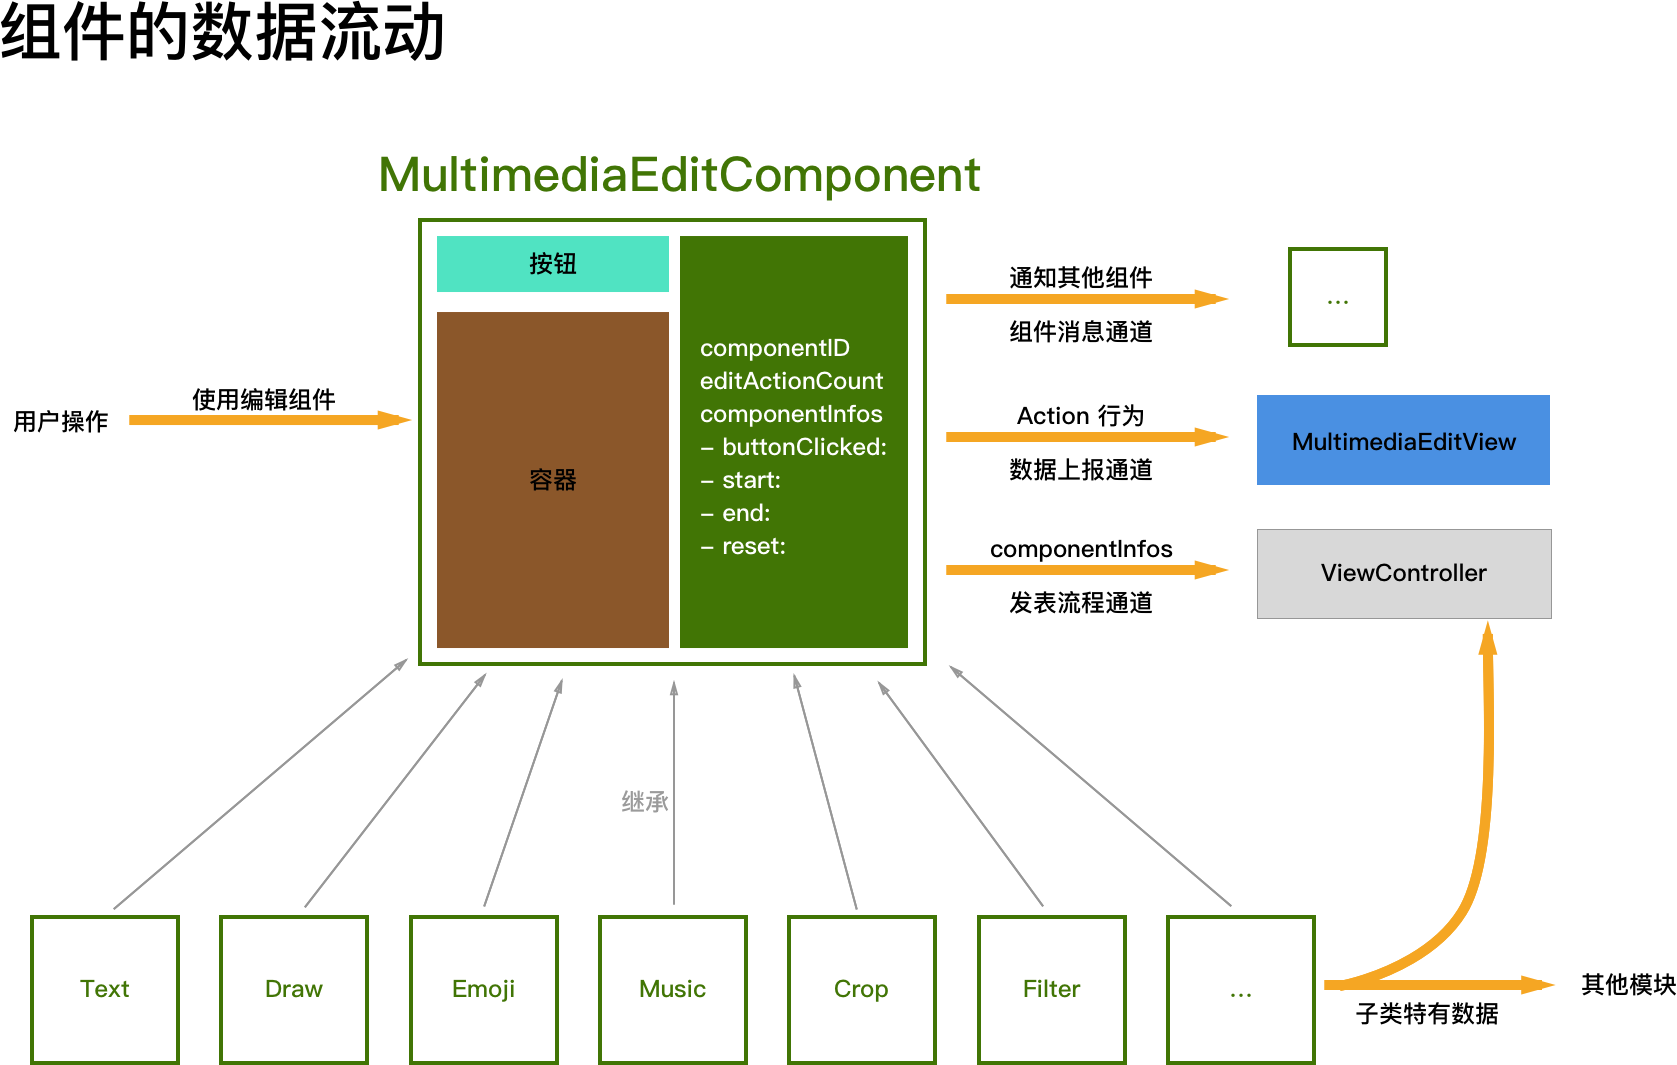 组件的数据流动
MultimediaEditComponent
按钮
容器
componentID
editActionCount
componentInfos
– buttonClicked:
– start:
– end:
– reset:
用户操作
使用编辑组件
通知其他组件
组件消息通道
...
Action 行为
数据上报通道
MultimediaEditView
componentInfos
发表流程通道
ViewController
继承
Text
Draw
Emoji
Music
Crop
Filter
...
子类特有数据
其他模块